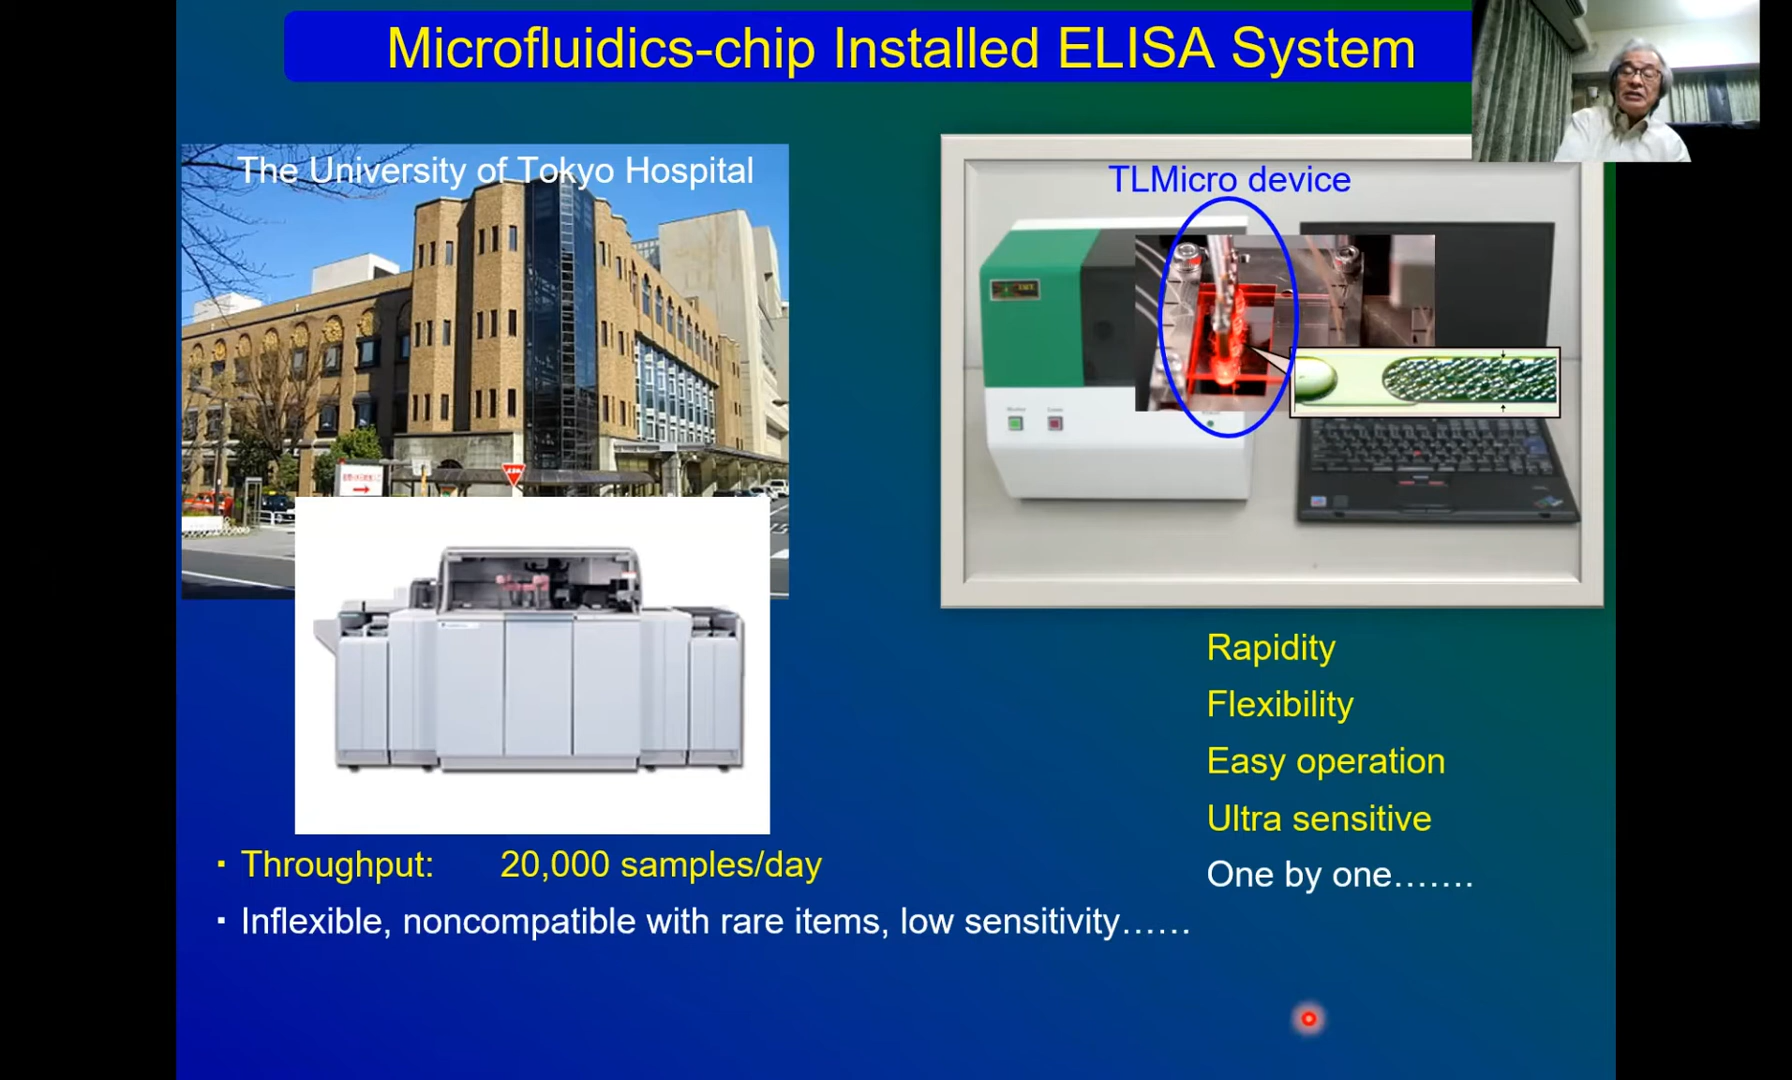 Microfluidics-chip Installed ELISA System
The University of Tokyo Hospital
TLMicro device
Rapidity
Flexibility
Easy operation
Ultra sensitive
One by one.......
· Throughput: 20,000 samples/day
· Inflexible, noncompatible with rare items, low sensitivity......